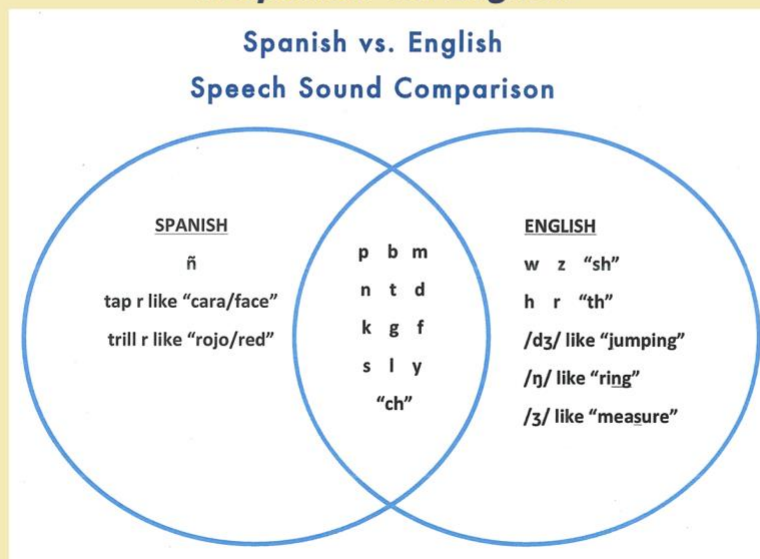 Spanish vs. English
Speech Sound Comparison
SPANISH
ñ
tap r like “cara/face”
trill r like “rojo/red”
p b m
n t d
k g f
s l y
“ch”
ENGLISH
w z “sh”
h r “th”
/dʒ/ like “jumping”
/ŋ/ like “ring”
/ʒ/ like “measure”